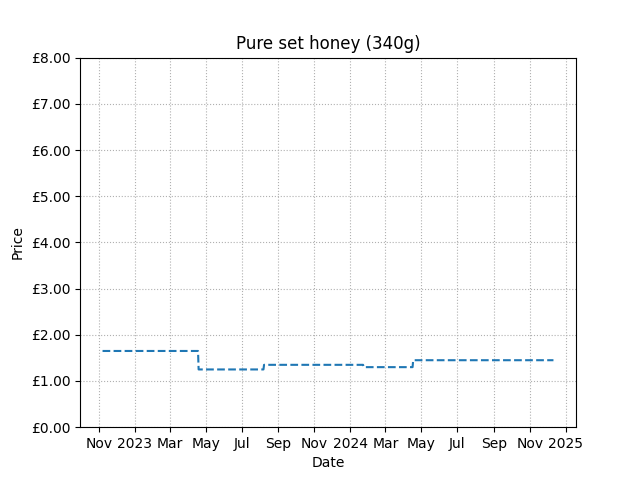 Pure set honey (340g)
£8.00
£7.00
£6.00
£5.00
£4.00
£3.00
£2.00
£1.00
£0.00
Price
Nov 2023 Mar May Jul Sep Nov 2024 Mar May Jul Sep Nov 2025
Date